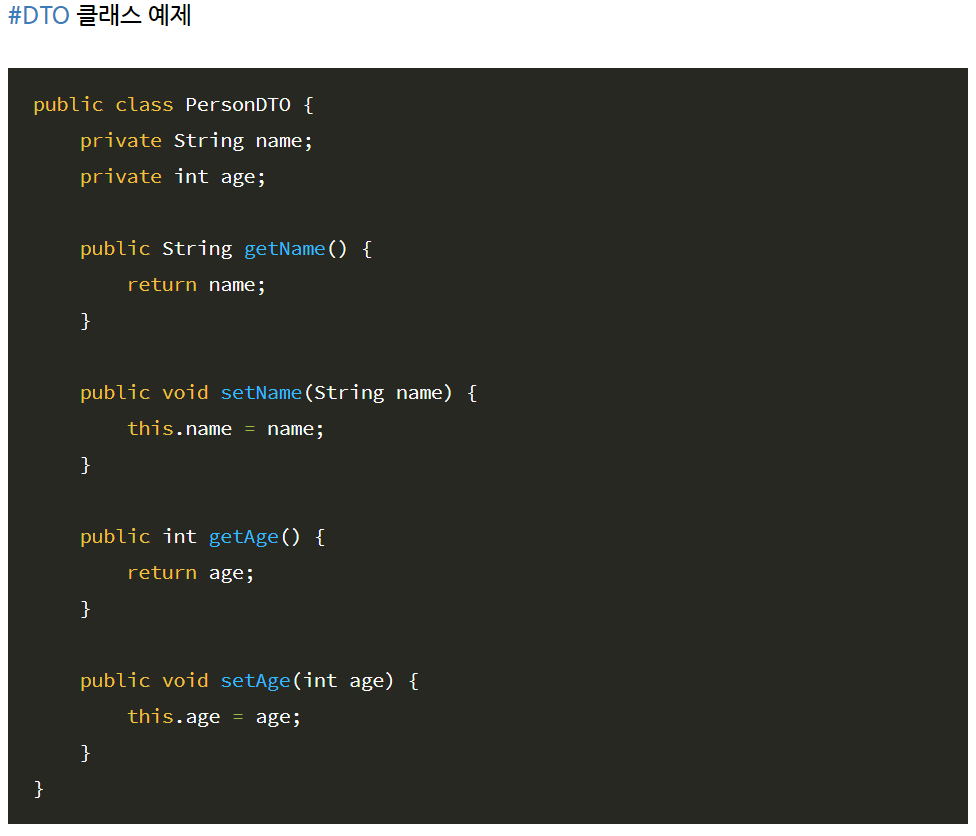 #DTO 클래스 예제
public class PersonDTO {
    private String name;
    private int age;

    public String getName() {
        return name;
    }

    public void setName(String name) {
        this.name = name;
    }

    public int getAge() {
        return age;
    }

    public void setAge(int age) {
        this.age = age;
    }
}